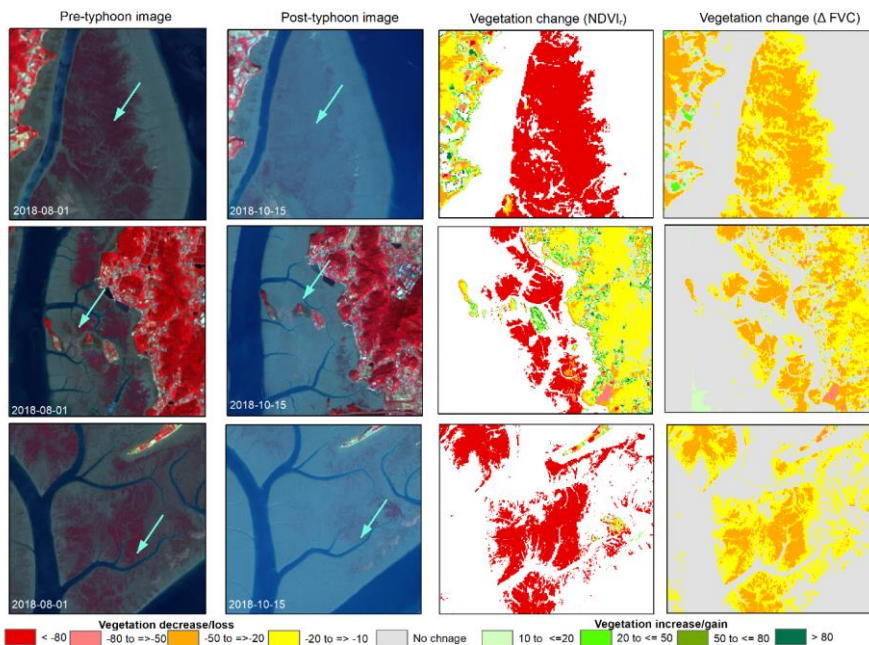 Pre-typhoon image Post-typhoon image Vegetation change (NDVIr) Vegetation change (Δ FVC)
2018-08-01 2018-10-15
2018-08-01 2018-10-15
2018-08-01 2018-10-15
Vegetation decrease/loss Vegetation increase/gain
< -80 -80 to =>-50 -50 to =>-20 -20 => -10 No chnage 10 to <=20 20 to <= 50 50 to <= 80 > 80